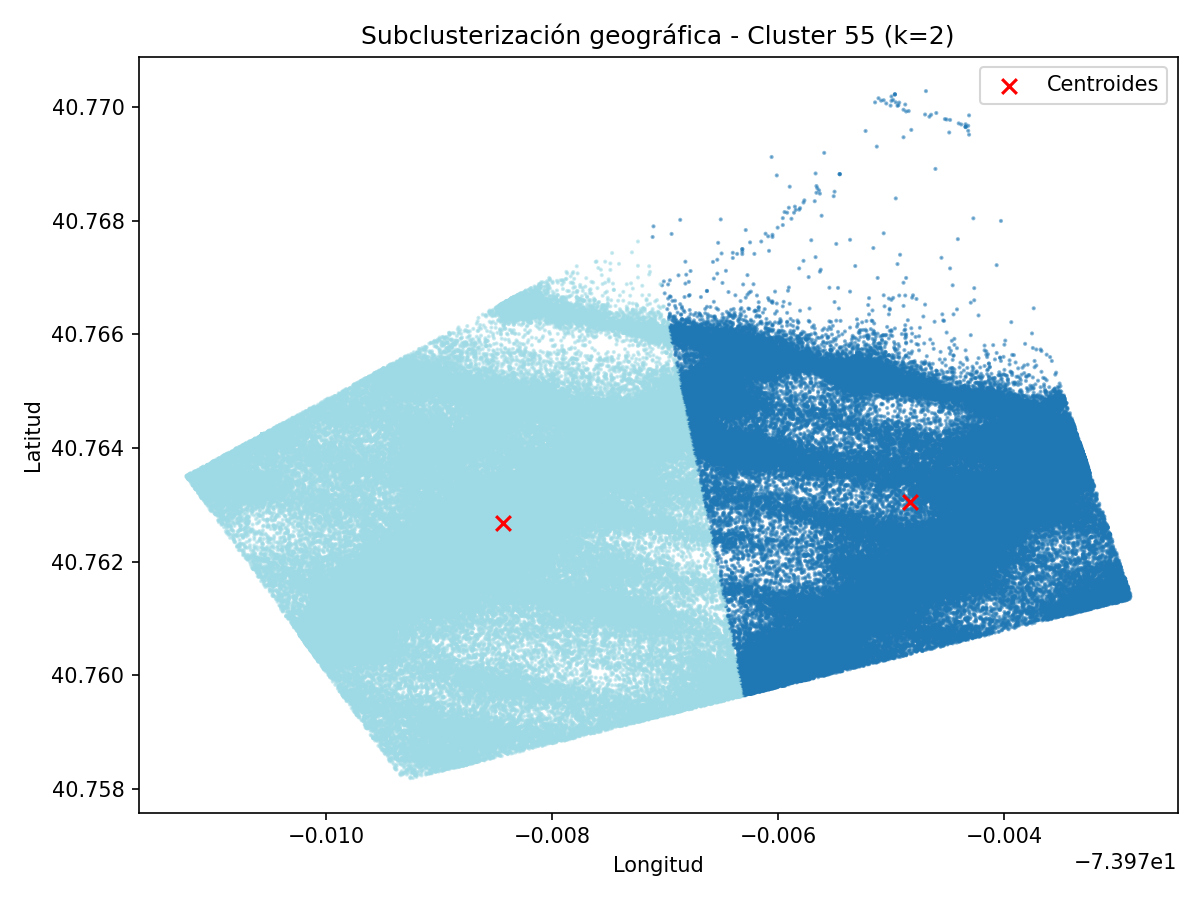 Subclusterización geográfica - Cluster 55 (k=2)
Centroides
40.770
40.768
40.766
40.764
40.762
40.760
40.758
Latitud
−0.010
−0.008
−0.006
−0.004
−7.397e1
Longitud